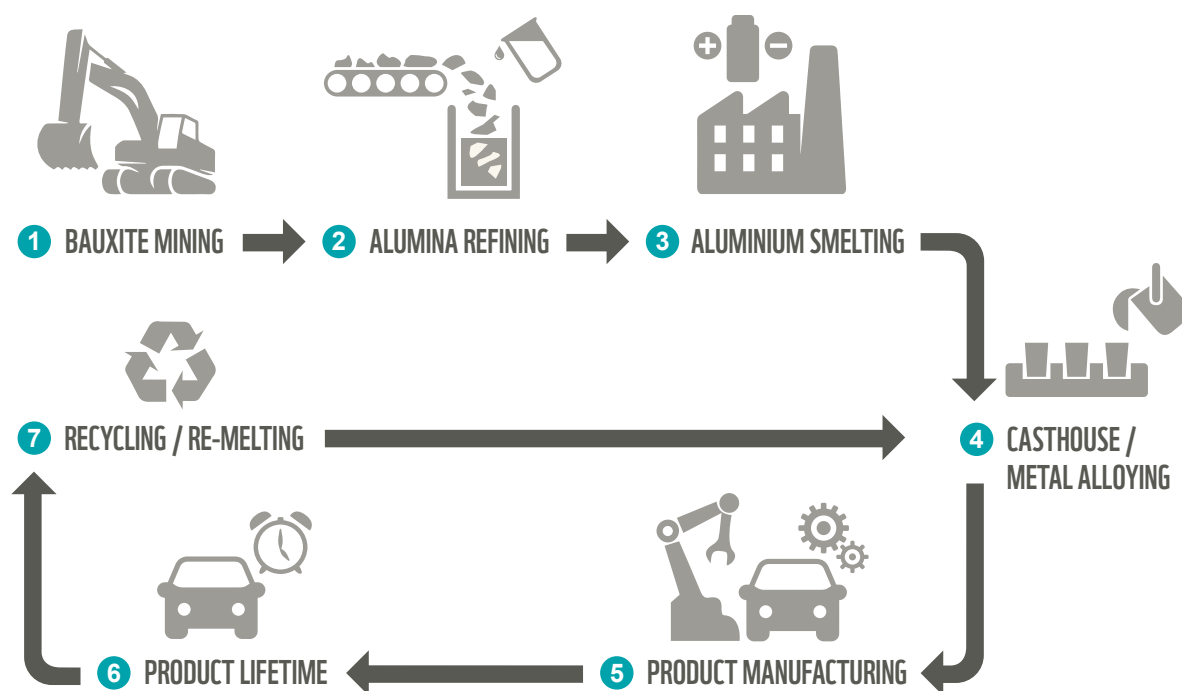 1 BAUXITE MINING
2 ALUMINA REFINING
3 ALUMINIUM SMELTING
4 CASTHOUSE /
METAL ALLOYING
5 PRODUCT MANUFACTURING
6 PRODUCT LIFETIME
7 RECYCLING / RE-MELTING